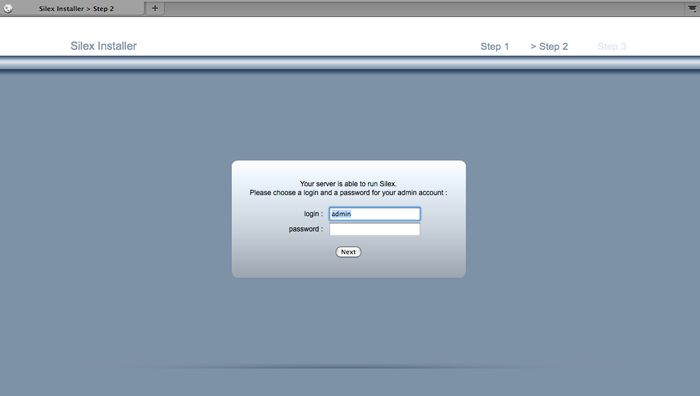 Silex Installer > Step 2
Silex Installer
Step 1
> Step 2
Step 3
Your server is able to run Silex.
Please choose a login and a password for your admin account :
login :
admin
password :
Next